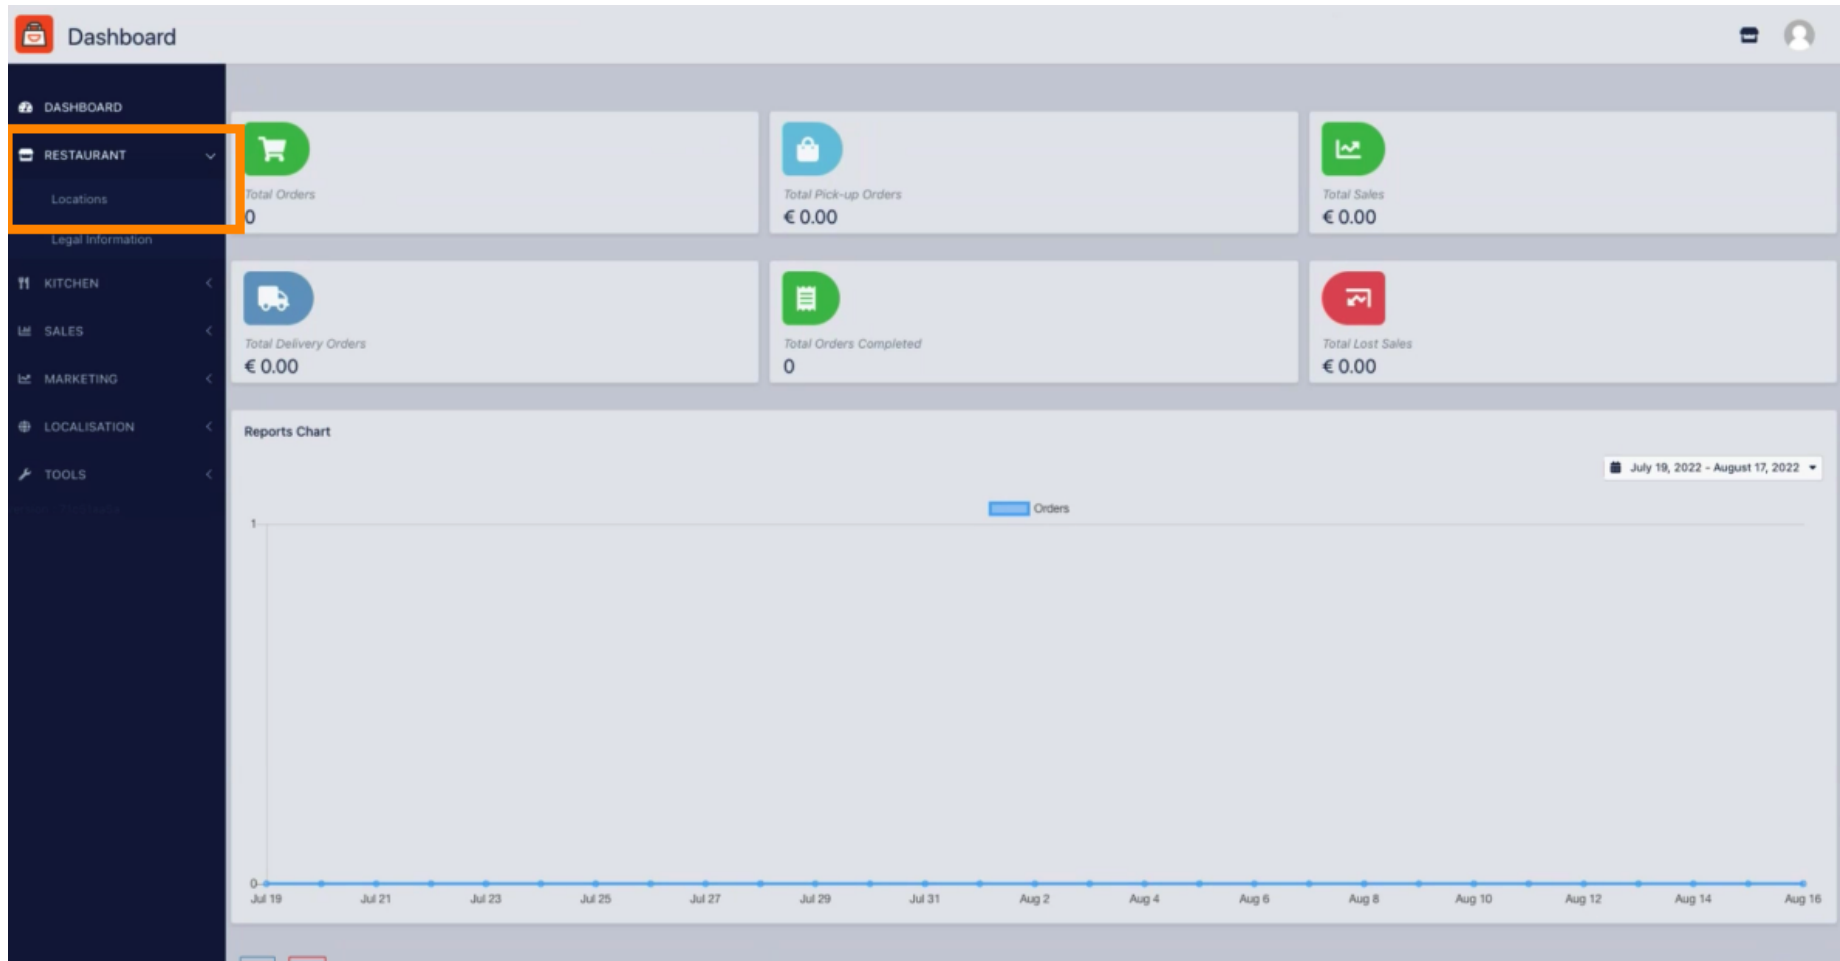 Dashboard
DASHBOARD
RESTAURANT
Locations
Legal Information
KITCHEN
SALES
MARKETING
LOCALISATION
TOOLS
Total Orders
0
Total Pick-up Orders
€ 0.00
Total Sales
€ 0.00
Total Delivery Orders
€ 0.00
Total Orders Completed
0
Total Lost Sales
€ 0.00
Reports Chart
July 19, 2022 - August 17, 2022
Orders
1
0
Jul 19 Jul 21 Jul 23 Jul 25 Jul 27 Jul 29 Jul 31 Aug 2 Aug 4 Aug 6 Aug 8 Aug 10 Aug 12 Aug 14 Aug 16